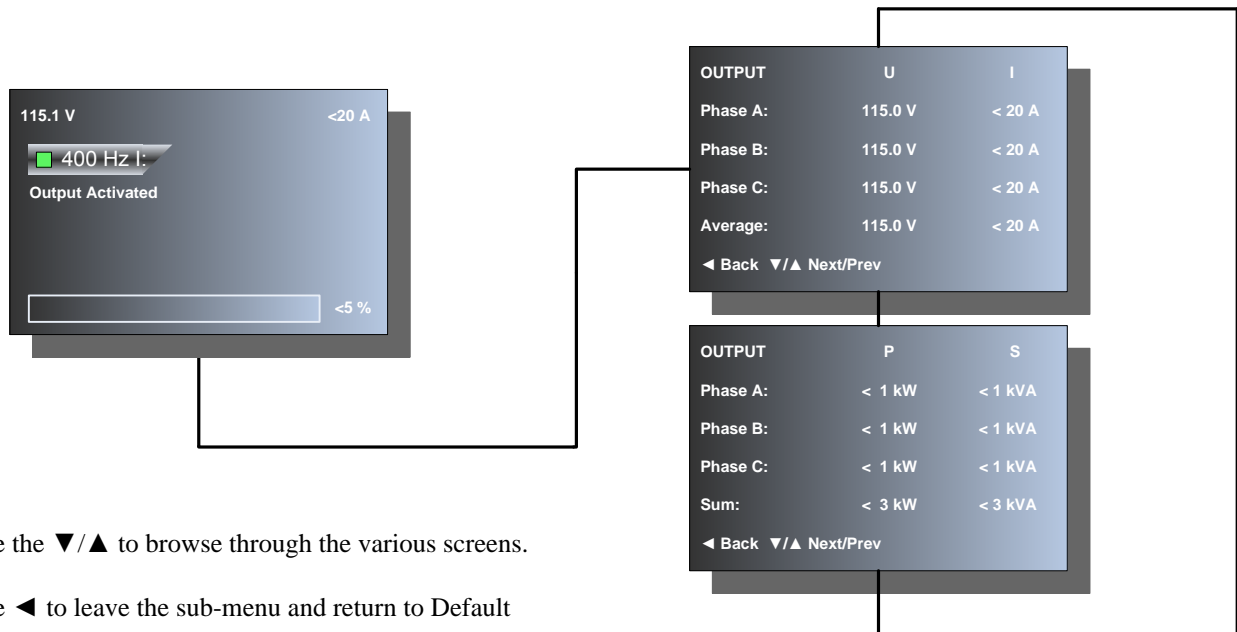 115.1 V <20 A
400 Hz I:
Output Activated
<5 %
OUTPUT U I
Phase A: 115.0 V < 20 A
Phase B: 115.0 V < 20 A
Phase C: 115.0 V < 20 A
Average: 115.0 V < 20 A
◄ Back ▼/▲ Next/Prev
OUTPUT P S
Phase A: < 1 kW < 1 kVA
Phase B: < 1 kW < 1 kVA
Phase C: < 1 kW < 1 kVA
Sum: < 3 kW < 3 kVA
◄ Back ▼/▲ Next/Prev
e the ▼/▲ to browse through the various screens.
e ◄ to leave the sub-menu and return to Default